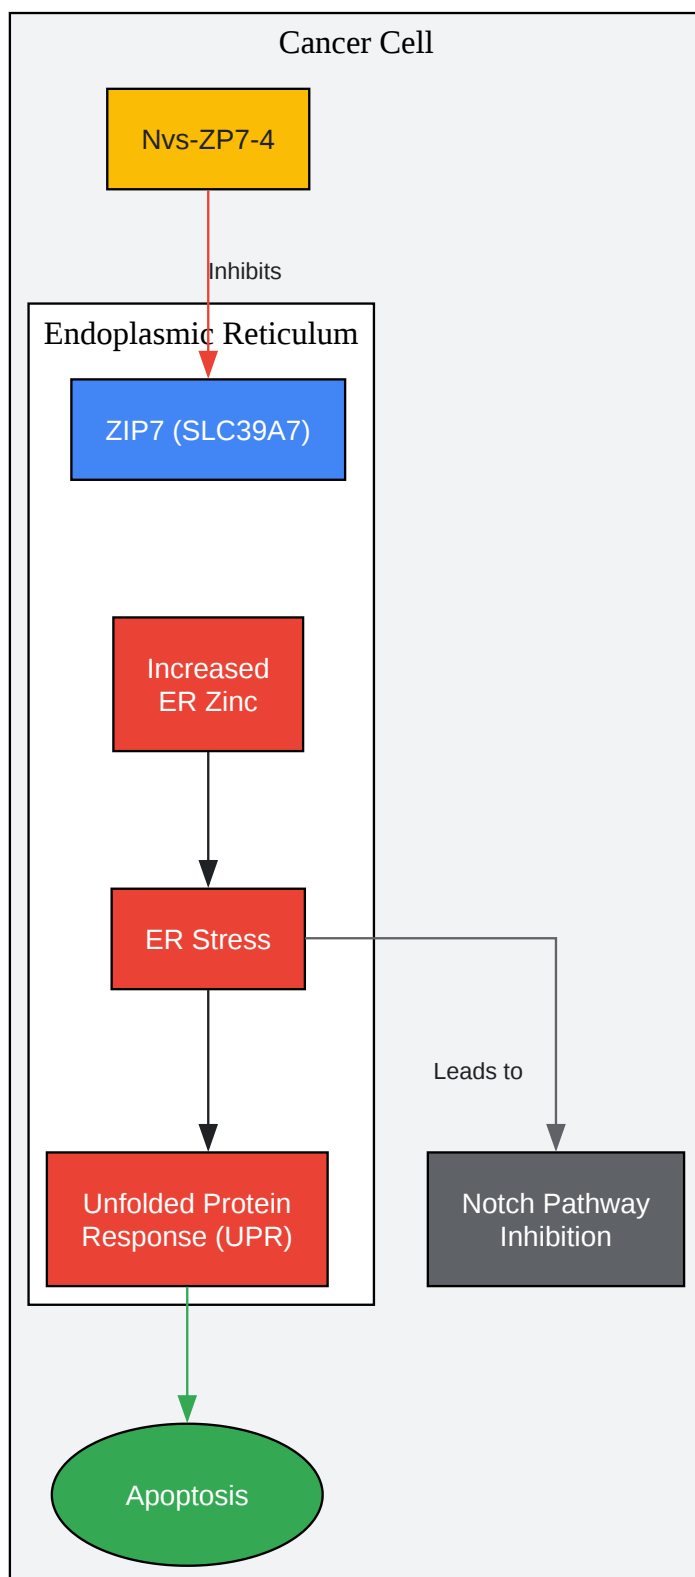 Cancer Cell
Nvs-ZP7-4
Inhibits
Endoplasmic Reticulum
ZIP7 (SLC39A7)
Increased
ER Zinc
ER Stress
Leads to
Unfolded Protein
Response (UPR)
Notch Pathway
Inhibition
Apoptosis